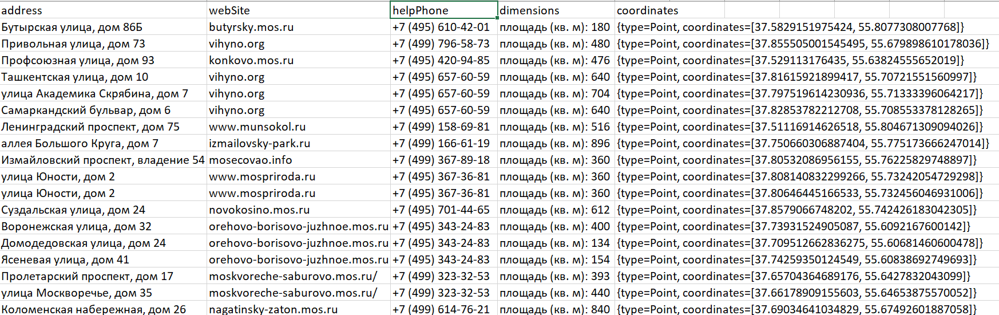 address webSite helpPhone dimensions coordinates
Бутырская улица, дом 86Б butyrsky.mos.ru +7 (495) 610-42-01 площадь (кв. м): 180 {type=Point, coordinates=[37.5829151975424, 55.8077308007768]}
Привольная улица, дом 73 vihyno.org +7 (499) 796-58-73 площадь (кв. м): 480 {type=Point, coordinates=[37.855505001545495, 55.679898610178036]}
Профсоюзная улица, дом 93 konkovo.mos.ru +7 (495) 420-94-85 площадь (кв. м): 476 {type=Point, coordinates=[37.529113176435, 55.63824555652019]}
Ташкентская улица, дом 10 vihyno.org +7 (495) 657-60-59 площадь (кв. м): 640 {type=Point, coordinates=[37.81615921899417, 55.70721551560997]}
улица Академика Скрябина, дом 7 vihyno.org +7 (495) 657-60-59 площадь (кв. м): 704 {type=Point, coordinates=[37.797519614230936, 55.71333396064217]}
Самаркандский бульвар, дом 6 vihyno.org +7 (495) 657-60-59 площадь (кв. м): 640 {type=Point, coordinates=[37.82853782212708, 55.708553378128265]}
Ленинградский проспект, дом 75 www.munsokol.ru +7 (499) 158-69-81 площадь (кв. м): 516 {type=Point, coordinates=[37.51116914626518, 55.804671309094026]}
аллея Большого Круга, дом 7 izmailovsky-park.ru +7 (499) 166-61-19 площадь (кв. м): 896 {type=Point, coordinates=[37.750660306887404, 55.775173666247014]}
Измайловский проспект, владение 54 mosecovao.info +7 (499) 367-89-18 площадь (кв. м): 360 {type=Point, coordinates=[37.80532086956155, 55.76225829748897]}
улица Юности, дом 2 www.mospriroda.ru +7 (495) 367-36-81 площадь (кв. м): 360 {type=Point, coordinates=[37.808140832299266, 55.73242054729298]}
улица Юности, дом 2 www.mospriroda.ru +7 (495) 367-36-81 площадь (кв. м): 360 {type=Point, coordinates=[37.80646445166533, 55.732456046931006]}
Суздальская улица, дом 24 novokosino.mos.ru +7 (495) 701-44-65 площадь (кв. м): 612 {type=Point, coordinates=[37.8579066748202, 55.742426183042305]}
Воронежская улица, дом 32 orehovo-borisovo-juzhnoe.mos.ru +7 (495) 343-24-83 площадь (кв. м): 400 {type=Point, coordinates=[37.73931524905087, 55.6092167600142]}
Домодедовская улица, дом 24 orehovo-borisovo-juzhnoe.mos.ru +7 (495) 343-24-83 площадь (кв. м): 134 {type=Point, coordinates=[37.709512662836275, 55.60681460600478]}
Ясеневая улица, дом 41 orehovo-borisovo-juzhnoe.mos.ru +7 (495) 343-24-83 площадь (кв. м): 154 {type=Point, coordinates=[37.74259350124549, 55.60838692749693]}
Пролетарский проспект, дом 17 moskvoreche-saburovo.mos.ru/ +7 (499) 323-32-53 площадь (кв. м): 393 {type=Point, coordinates=[37.65704364689176, 55.6427832043099]}
улица Москворечье, дом 35 moskvoreche-saburovo.mos.ru/ +7 (499) 323-32-53 площадь (кв. м): 440 {type=Point, coordinates=[37.66178909155603, 55.64653875570052]}
Коломенская набережная, дом 26 nagatinsky-zaton.mos.ru +7 (499) 614-76-21 площадь (кв. м): 840 {type=Point, coordinates=[37.69034641034829, 55.67492601887058]}